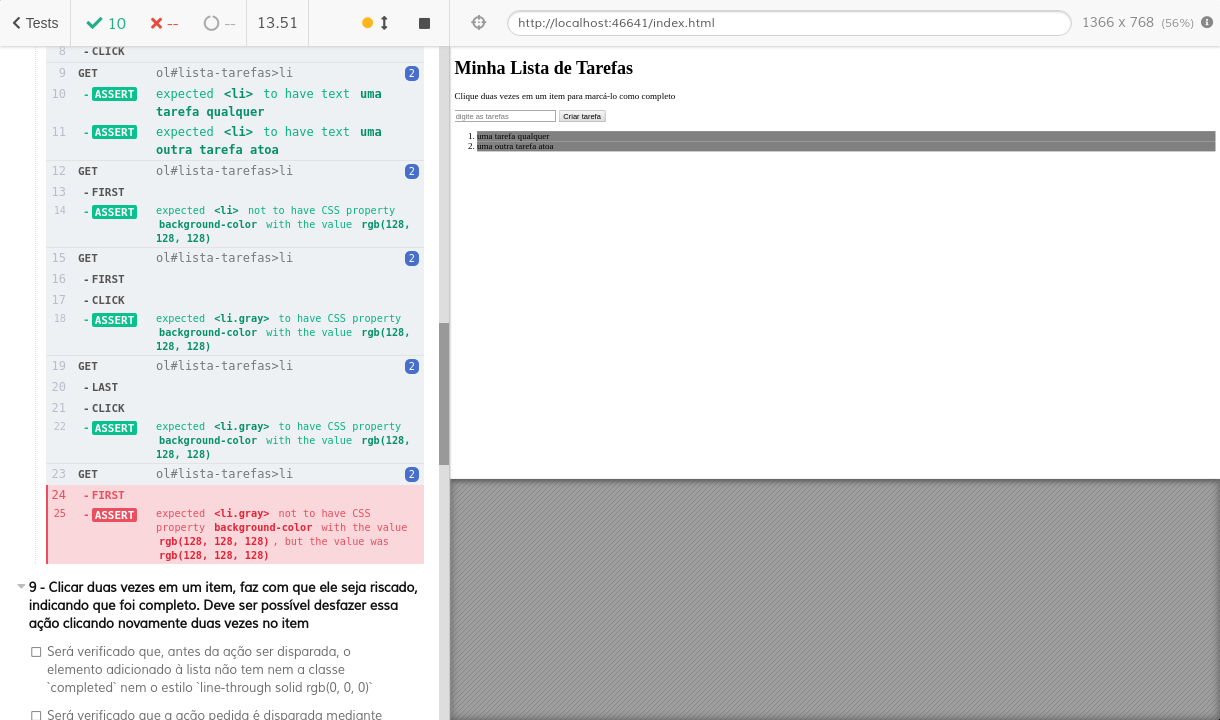 Tests
10
--
--
13.51
http://localhost:46641/index.html
1366 x 768 (56%)
8 - CLICK
9 GET ol#lista-tarefas>li 2
10 - ASSERT expected <li> to have text uma
tarefa qualquer
11 - ASSERT expected <li> to have text uma
outra tarefa atoa
12 GET ol#lista-tarefas>li 2
13 - FIRST
14 - ASSERT expected <li> not to have CSS property
background-color with the value rgb(128,
128, 128)
15 GET ol#lista-tarefas>li 2
16 - FIRST
17 - CLICK
18 - ASSERT expected <li.gray> to have CSS property
background-color with the value rgb(128,
128, 128)
19 GET ol#lista-tarefas>li 2
20 - LAST
21 - CLICK
22 - ASSERT expected <li.gray> to have CSS property
background-color with the value rgb(128,
128, 128)
23 GET ol#lista-tarefas>li 2
24 - FIRST
25 - ASSERT expected <li.gray> not to have CSS
property background-color with the value
rgb(128, 128, 128) , but the value was
rgb(128, 128, 128)
9 - Clicar duas vezes em um item, faz com que ele seja riscado,
indicando que foi completo. Deve ser possível desfazer essa
ação clicando novamente duas vezes no item
Será verificado que, antes da ação ser disparada, o
elemento adicionado à lista não tem nem a classe
`completed` nem o estilo `line-through solid rgb(0, 0, 0)`
Será verificado que a ação pedida é disparada mediante
Minha Lista de Tarefas
Clique duas vezes em um item para marcá-lo como completo
digite as tarefas Criar tarefa
1. uma tarefa qualquer
2. uma outra tarefa atoa